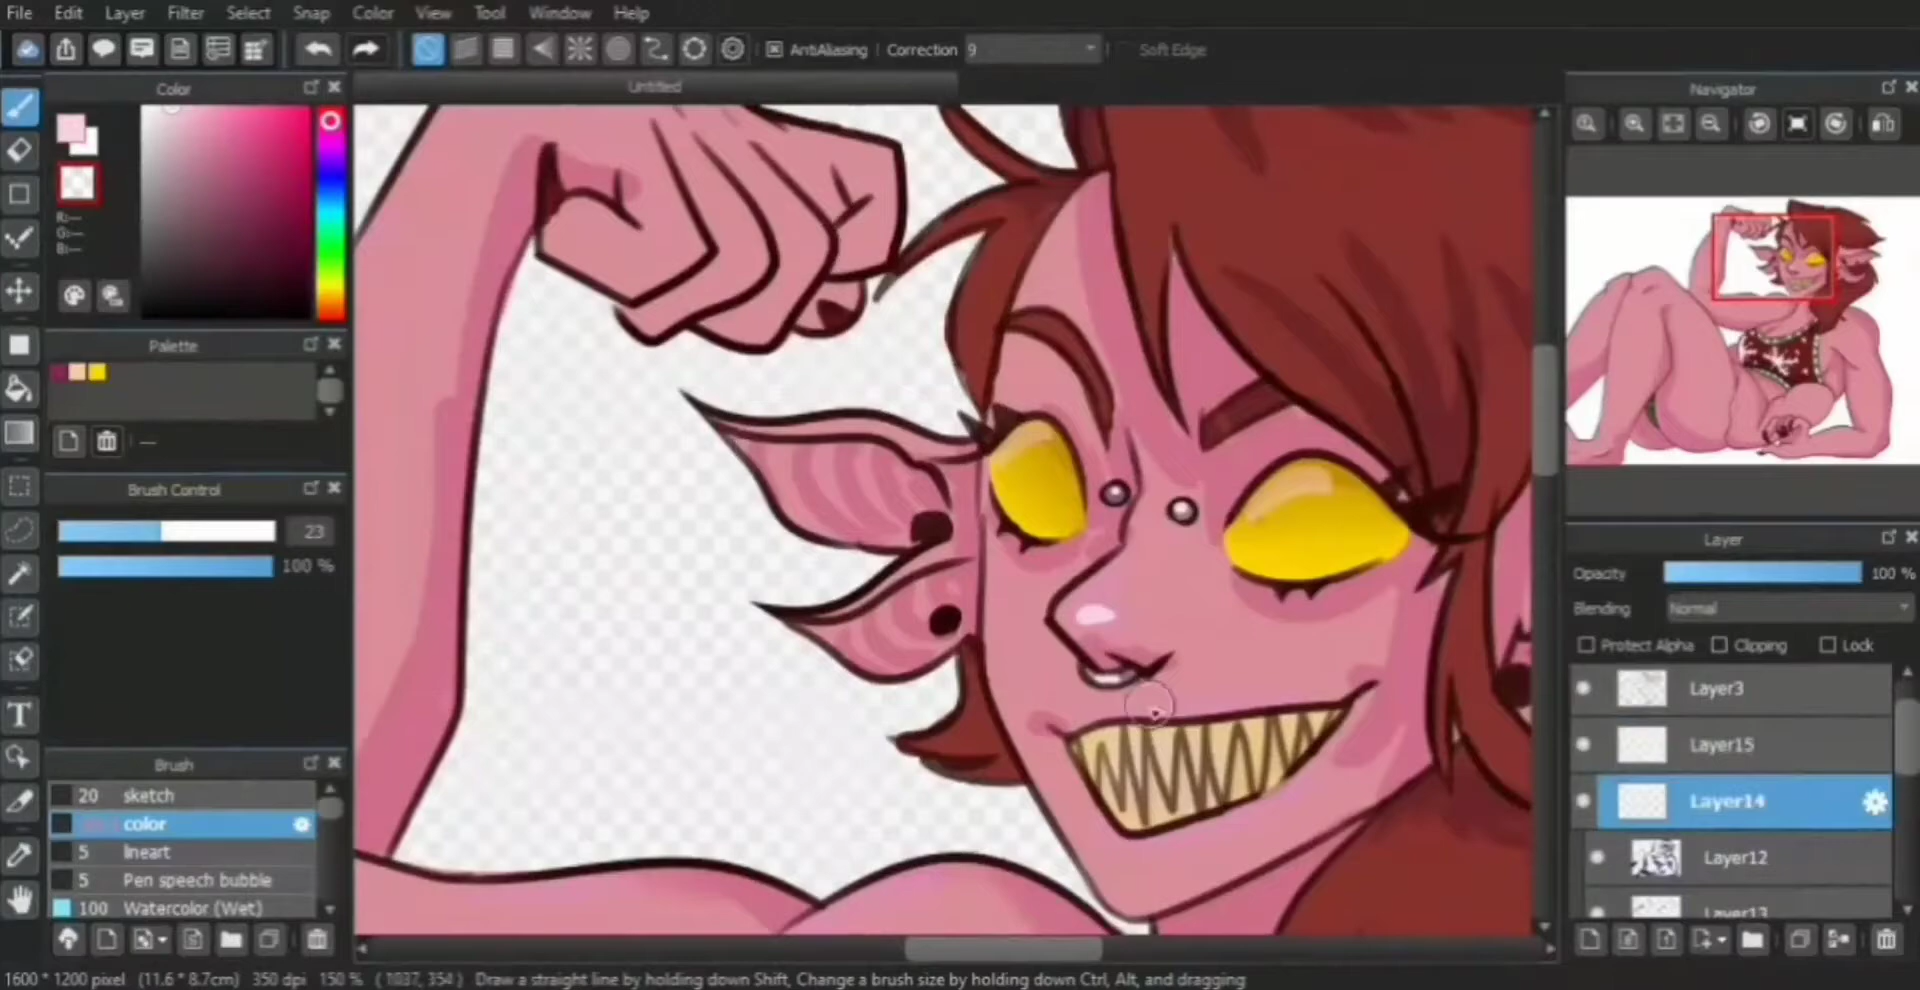 File Edit Layer Filter Select Snap Color View Tool Window Help
AntiAliasing Correction 9 Soft Edge
Color
Untitled
Navigator
R:---
G:---
B:---
Palette
---
Brush Control
23
100 %
Layer
Opacity 100 %
Blending Normal
Protect Alpha Clipping Lock
Layer3
Layer15
Layer14
Layer12
Layer13
Brush
20 sketch
color
5 lineart
5 Pen speech bubble
100 Watercolor (Wet)
1600 * 1200 pixel (11.6 * 8.7cm) 350 dpi 150 % ( 1037, 354 ) Draw a straight line by holding down Shift, Change a brush size by holding down Ctrl, Alt, and dragging